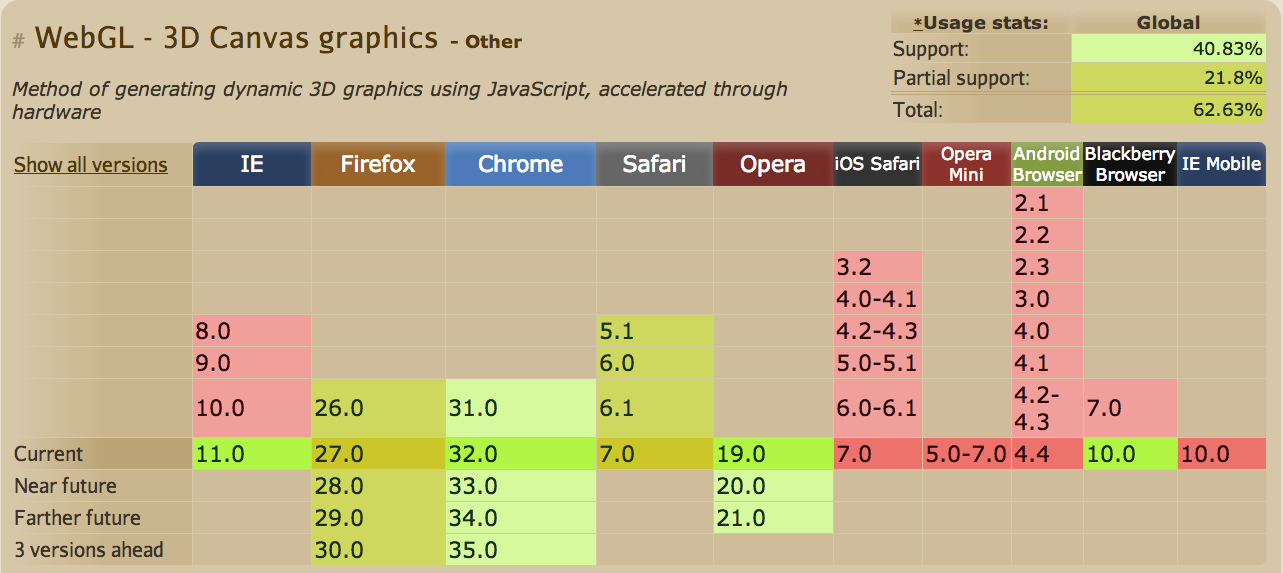 # WebGL - 3D Canvas graphics - Other
*Usage stats: Global
Support: 40.83%
Partial support: 21.8%
Total: 62.63%
Method of generating dynamic 3D graphics using JavaScript, accelerated through
hardware
Show all versions IE Firefox Chrome Safari Opera iOS Safari Opera Mini Android Browser Blackberry Browser IE Mobile
2.1
2.2
3.2 2.3
4.0-4.1 3.0
8.0 5.1 4.2-4.3 4.0
9.0 6.0 5.0-5.1 4.1
10.0 26.0 31.0 6.1 6.0-6.1 4.2-4.3 7.0
Current 11.0 27.0 32.0 7.0 19.0 7.0 5.0-7.0 4.4 10.0 10.0
Near future 28.0 33.0 20.0
Farther future 29.0 34.0 21.0
3 versions ahead 30.0 35.0